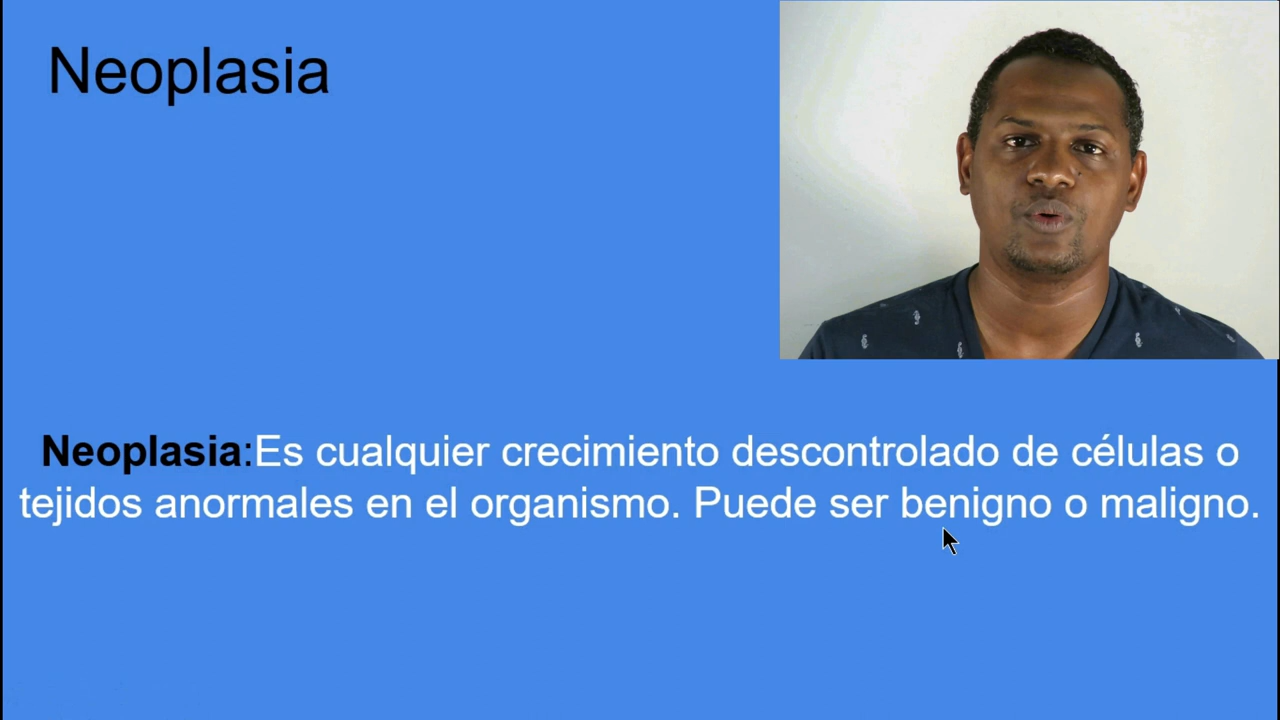 Neoplasia
Neoplasia:Es cualquier crecimiento descontrolado de células o
tejidos anormales en el organismo. Puede ser benigno o maligno.